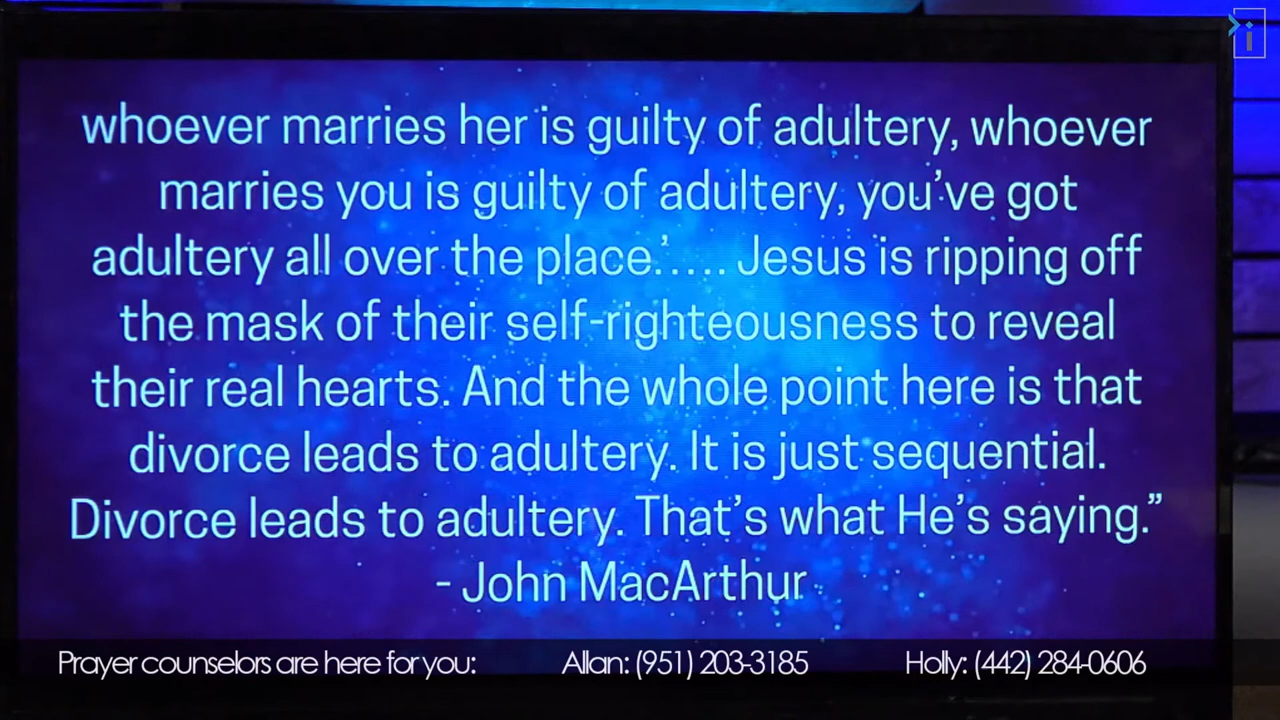 whoever marries her is guilty of adultery, whoever
marries you is guilty of adultery, you’ve got
adultery all over the place.’.... Jesus is ripping off
the mask of their self-righteousness to reveal
their real hearts. And the whole point here is that
divorce leads to adultery. It is just sequential.
Divorce leads to adultery. That’s what He’s saying.”
- John MacArthur
Prayer counselors are here for you: Allan: (951) 203-3185 Holly: (442) 284-0606